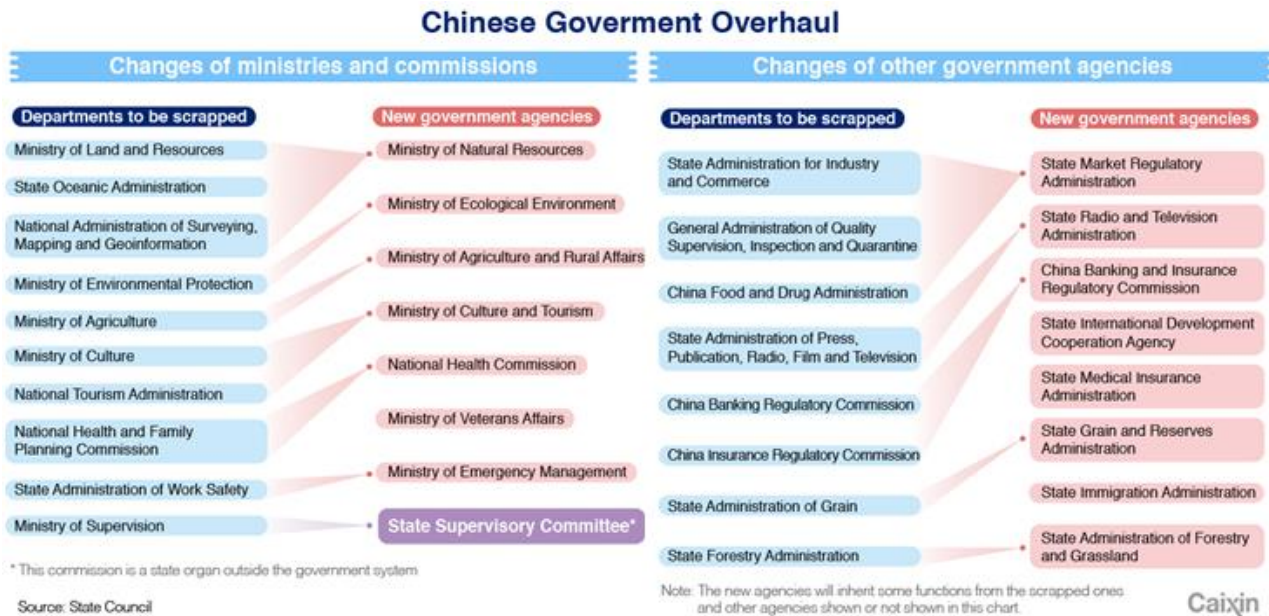 Chinese Goverment Overhaul
Changes of ministries and commissions
Departments to be scrapped
New government agencies
Ministry of Land and Resources
State Oceanic Administration
National Administration of Surveying,
Mapping and Geoinformation
Ministry of Environmental Protection
Ministry of Agriculture
Ministry of Culture
National Tourism Administration
National Health and Family
Planning Commission
State Administration of Work Safety
Ministry of Supervision
Ministry of Natural Resources
Ministry of Ecological Environment
Ministry of Agriculture and Rural Affairs
Ministry of Culture and Tourism
National Health Commission
Ministry of Veterans Affairs
Ministry of Emergency Management
State Supervisory Committee*
* This commission is a state organ outside the government system
Source: State Council
Changes of other government agencies
Departments to be scrapped
New government agencies
State Administration for Industry
and Commerce
General Administration of Quality
Supervision, Inspection and Quarantine
China Food and Drug Administration
State Administration of Press,
Publication, Radio, Film and Television
China Banking Regulatory Commission
China Insurance Regulatory Commission
State Administration of Grain
State Forestry Administration
State Market Regulatory
Administration
State Radio and Television
Administration
China Banking and Insurance
Regulatory Commission
State International Development
Cooperation Agency
State Medical Insurance
Administration
State Grain and Reserves
Administration
State Immigration Administration
State Administration of Forestry
and Grassland
Note: The new agencies will inherit some functions from the scrapped ones
and other agencies shown or not shown in this chart.
Caixin